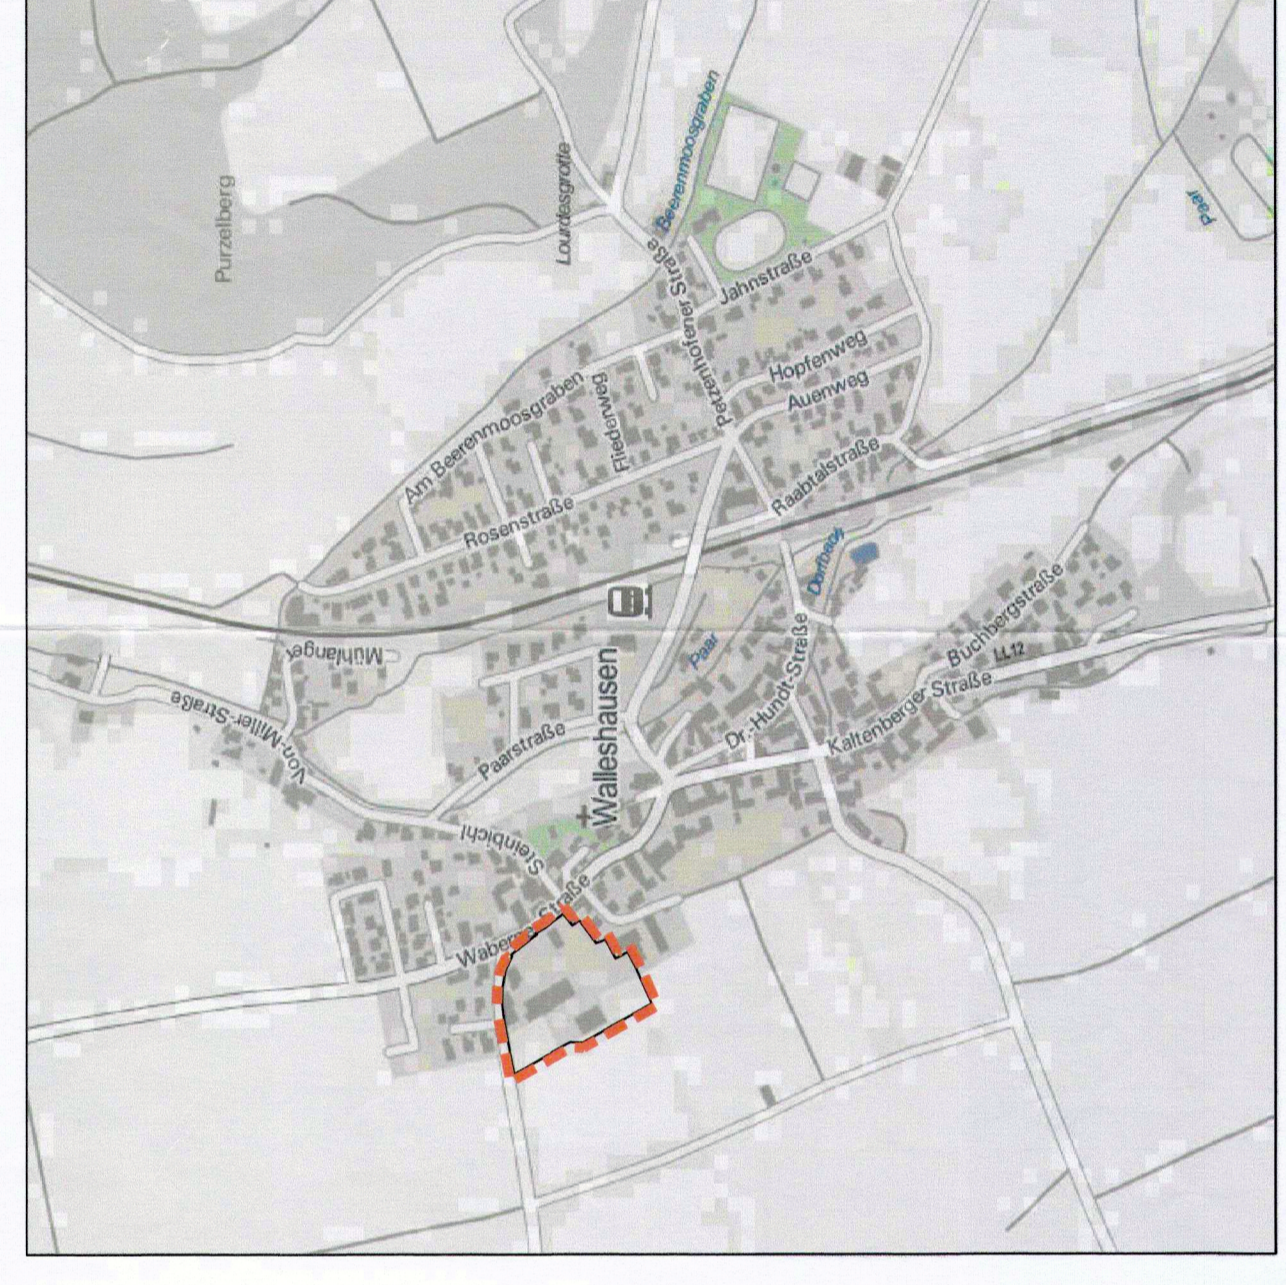 Purzelberg
Lourdesgrotte
Beerenmoosgraben
Paar
Petzenhofener Straße
Jahnstraße
Hopfenweg
Auenweg
Am Beerenmoosgraben
Fliederweg
Rosenstraße
Raabtalstraße
Dorfbach
Mühlanger
Paar
Buchbergstraße
LL12
Von-Miller-Straße
Walleshausen
Dr.-Hundt-Straße
Kaltenberger Straße
Paarstraße
Steinbichl
Waberner Straße